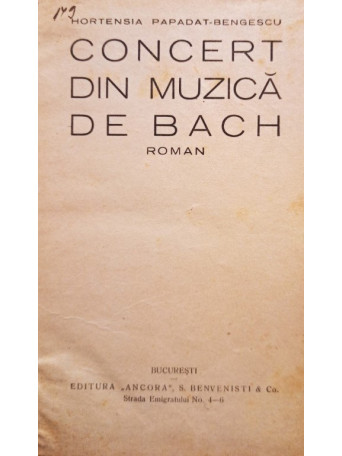 179
HORTENSIA PAPADAT-BENGESCU
CONCERT
DIN MUZICĂ
DE BACH
ROMAN
BUCUREȘTI
EDITURA „ANCORA", S. BENVENISTI & Co.
Strada Emigratului No. 4—6